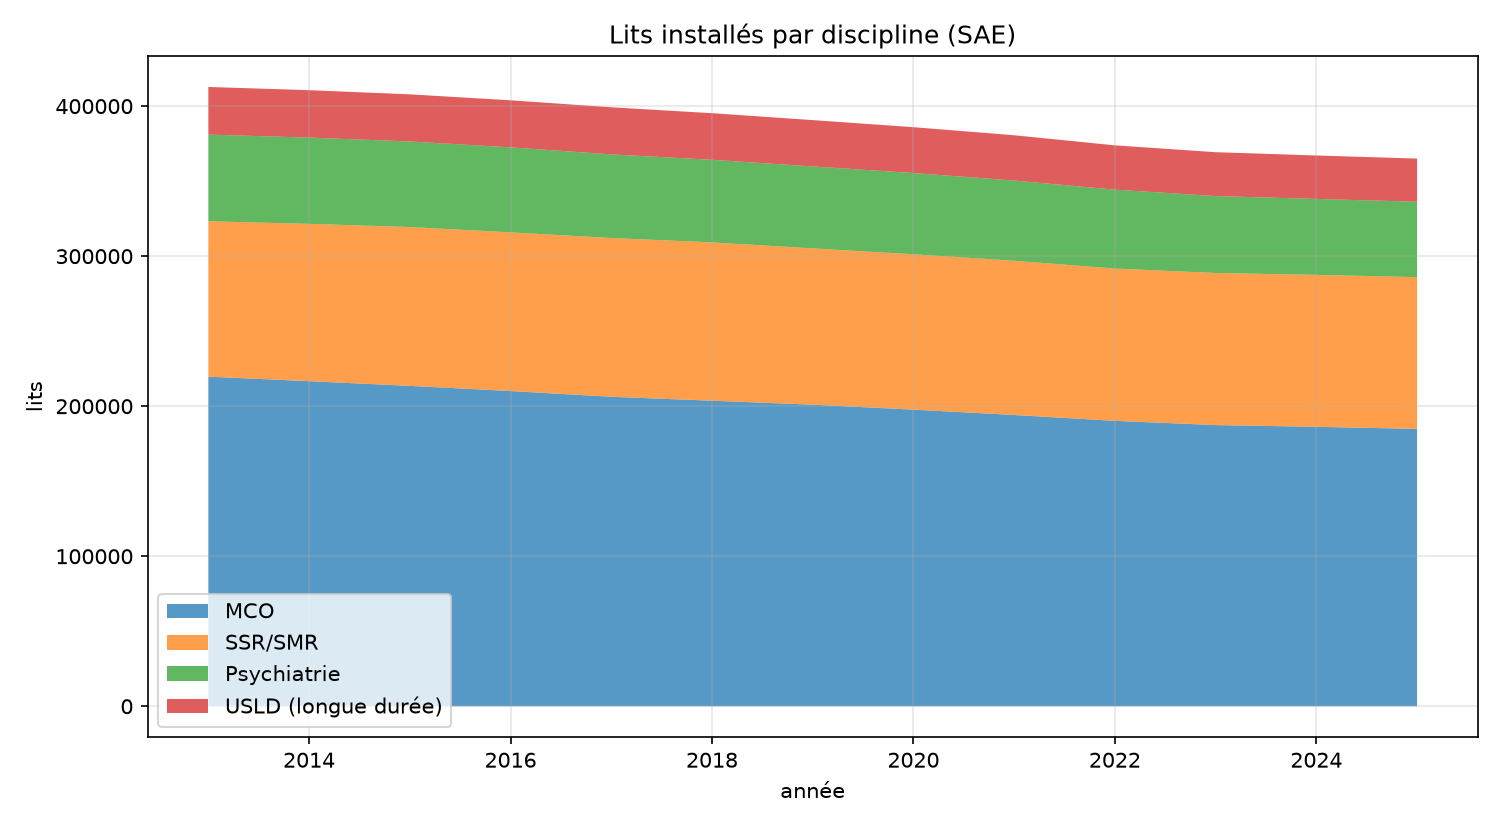 Lits installés par discipline (SAE)
400000
300000
200000
100000
0
lits
MCO
SSR/SMR
Psychiatrie
USLD (longue durée)
2014 2016 2018 2020 2022 2024
année